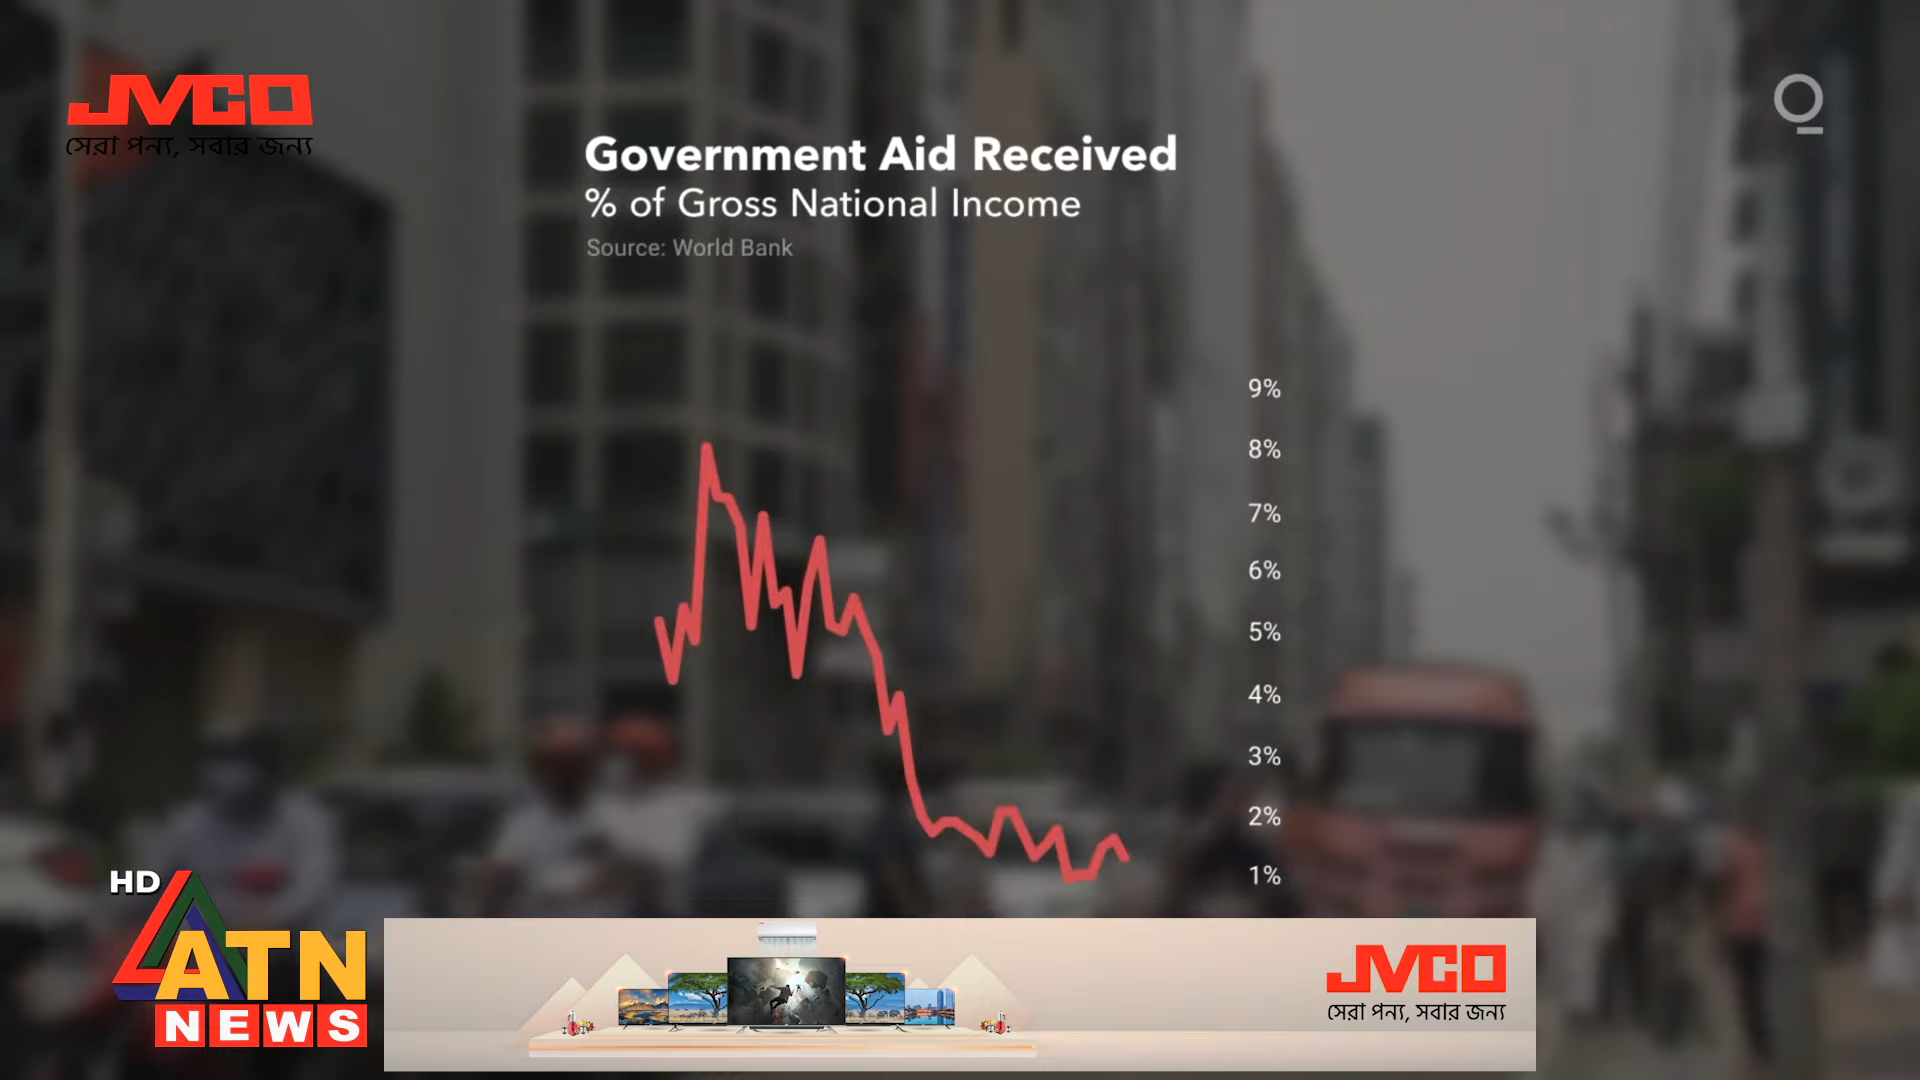 JVCO
সেরা পন্য, সবার জন্য
Government Aid Received
% of Gross National Income
Source: World Bank
9%
8%
7%
6%
5%
4%
3%
2%
1%
HD
ATN
NEWS
JVCO
সেরা পন্য, সবার জন্য